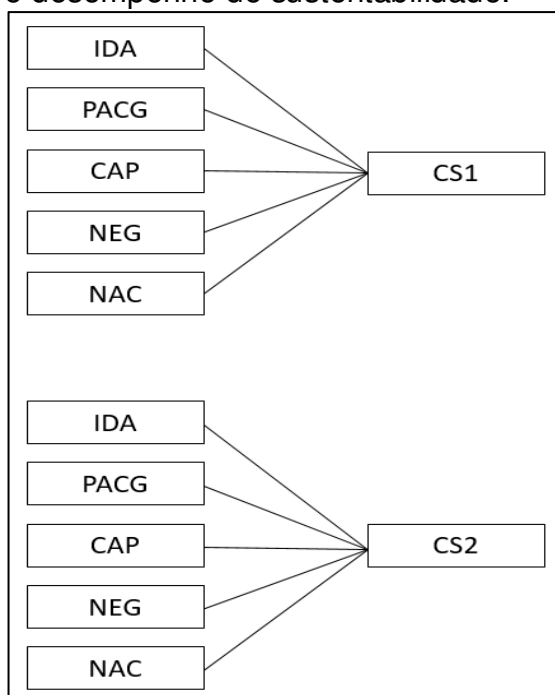 e desempenho de sustentabilidade.
IDA
PACG
CAP
CS1
NEG
NAC
IDA
PACG
CAP
CS2
NEG
NAC